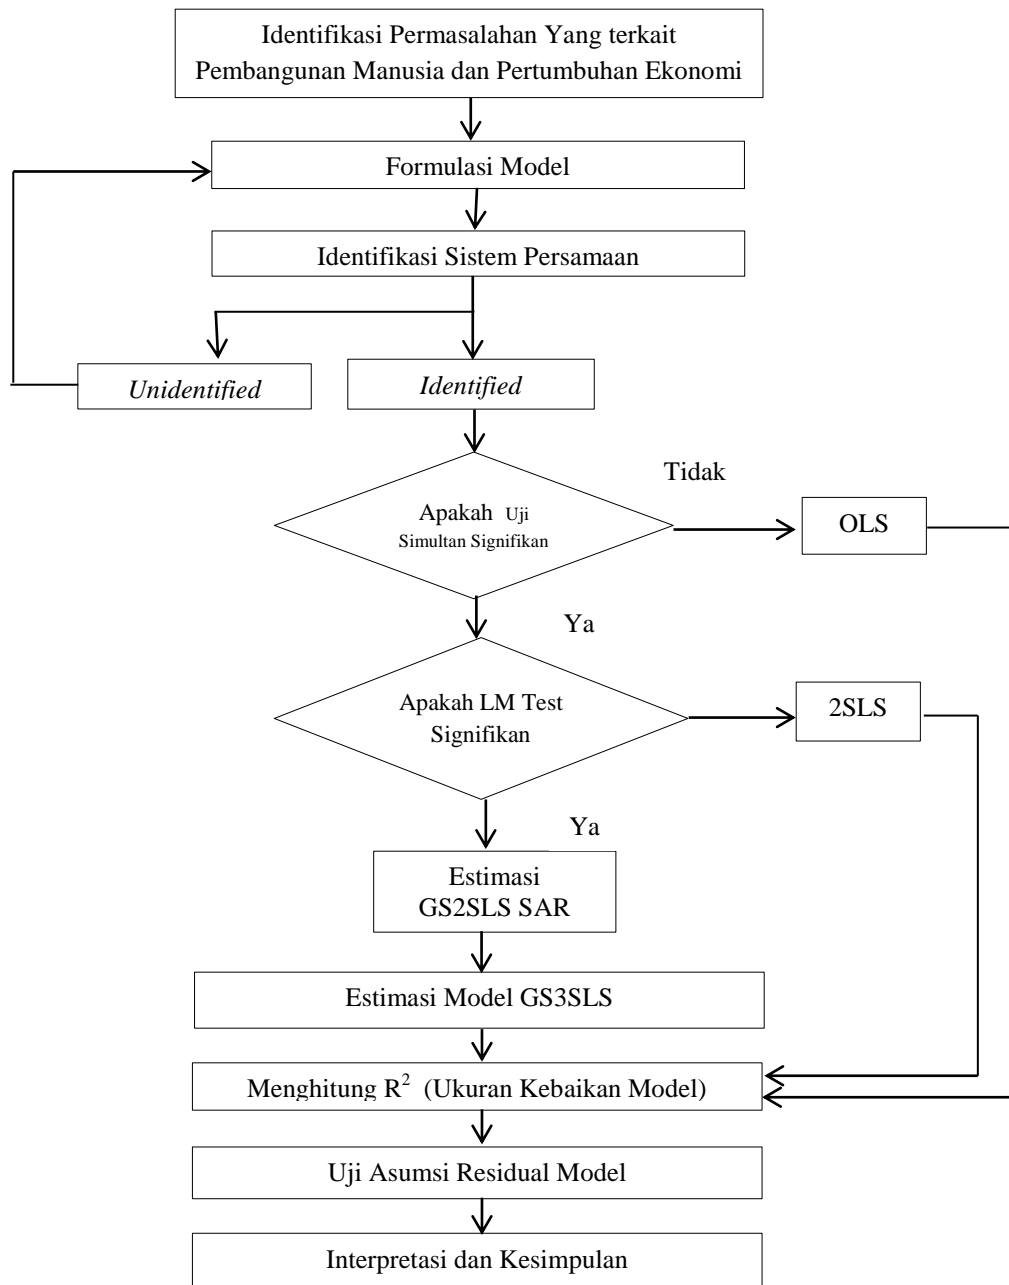 Identifikasi Permasalahan Yang terkait
Pembangunan Manusia dan Pertumbuhan Ekonomi
Formulasi Model
Identifikasi Sistem Persamaan
Unidentified
Identified
Tidak
Apakah Uji
Simultan Signifikan
OLS
Ya
Apakah LM Test
Signifikan
2SLS
Ya
Estimasi
GS2SLS SAR
Estimasi Model GS3SLS
Menghitung R² (Ukuran Kebaikan Model)
Uji Asumsi Residual Model
Interpretasi dan Kesimpulan